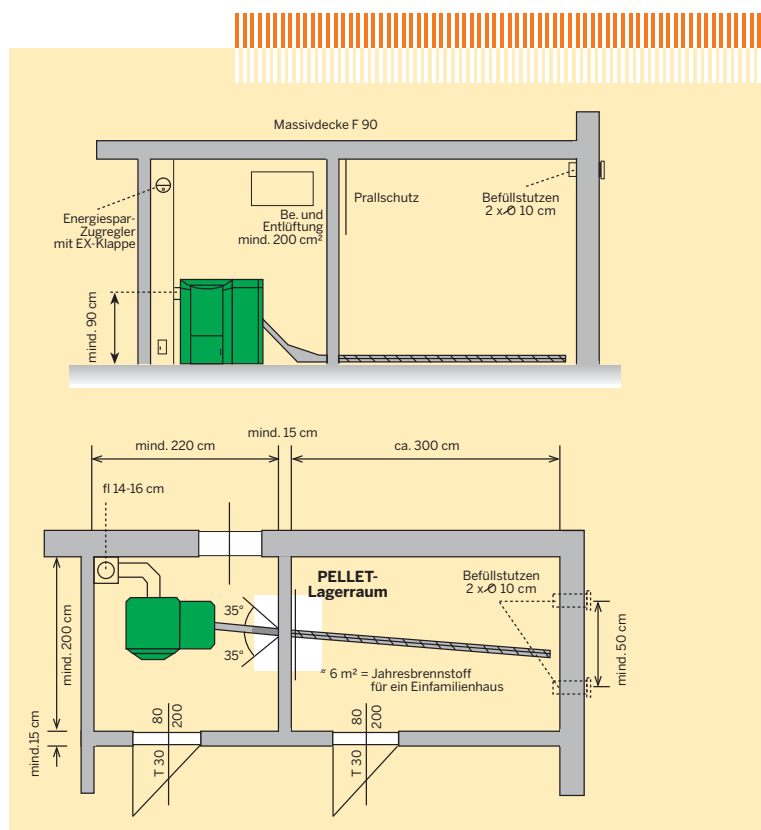 Massivdecke F 90
Prallschutz
Befüllstutzen
2 x Ø 10 cm
Energiespar-
Zugregler
mit EX-Klappe
Be. und
Entlüftung
mind. 200 cm²
mind. 90 cm
mind. 15 cm
mind. 220 cm
ca. 300 cm
fl 14-16 cm
PELLET-
Lagerraum
Befüllstutzen
2 x Ø 10 cm
35°
35°
mind. 200 cm
mind. 50 cm
6 m² = Jahresbrennstoff
für ein Einfamilienhaus
mind.15 cm
80
200
T 30
80
200
T 30